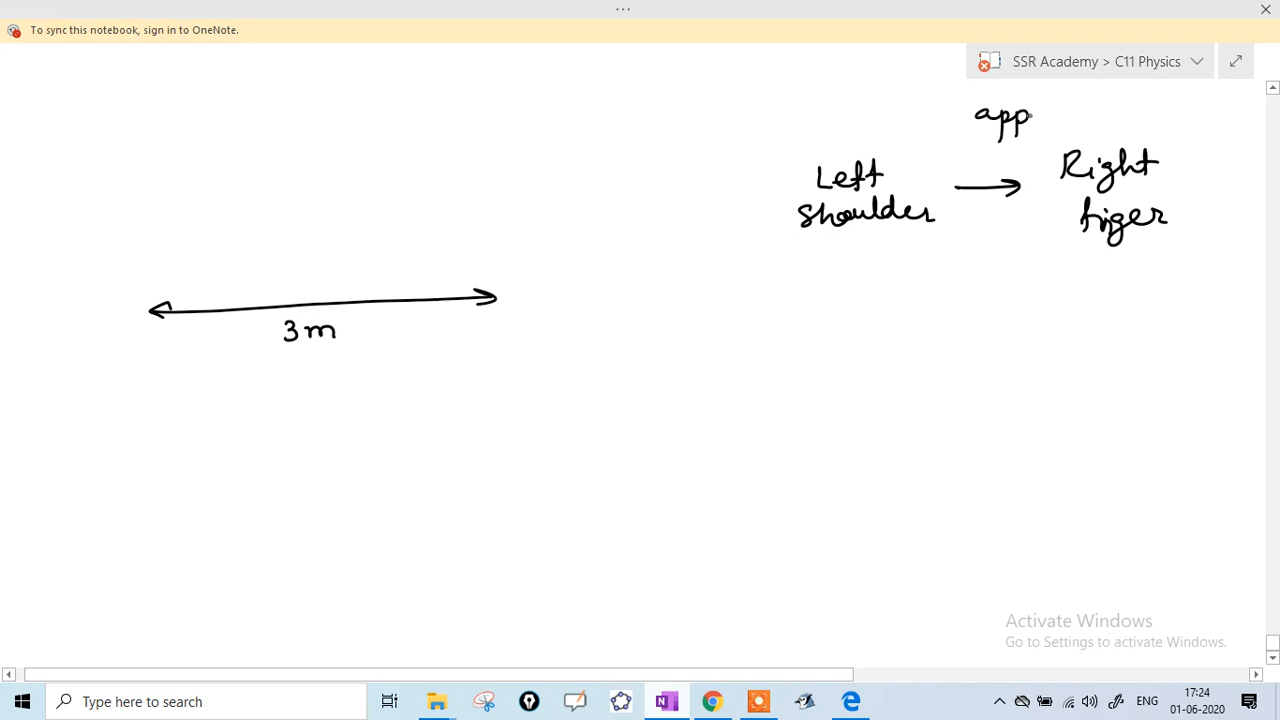 To sync this notebook, sign in to OneNote.
SSR Academy > C11 Physics
app
Left
shoulder
Right
figer
3m
Activate Windows
Go to Settings to activate Windows.
Type here to search
ENG
17:24
01-06-2020